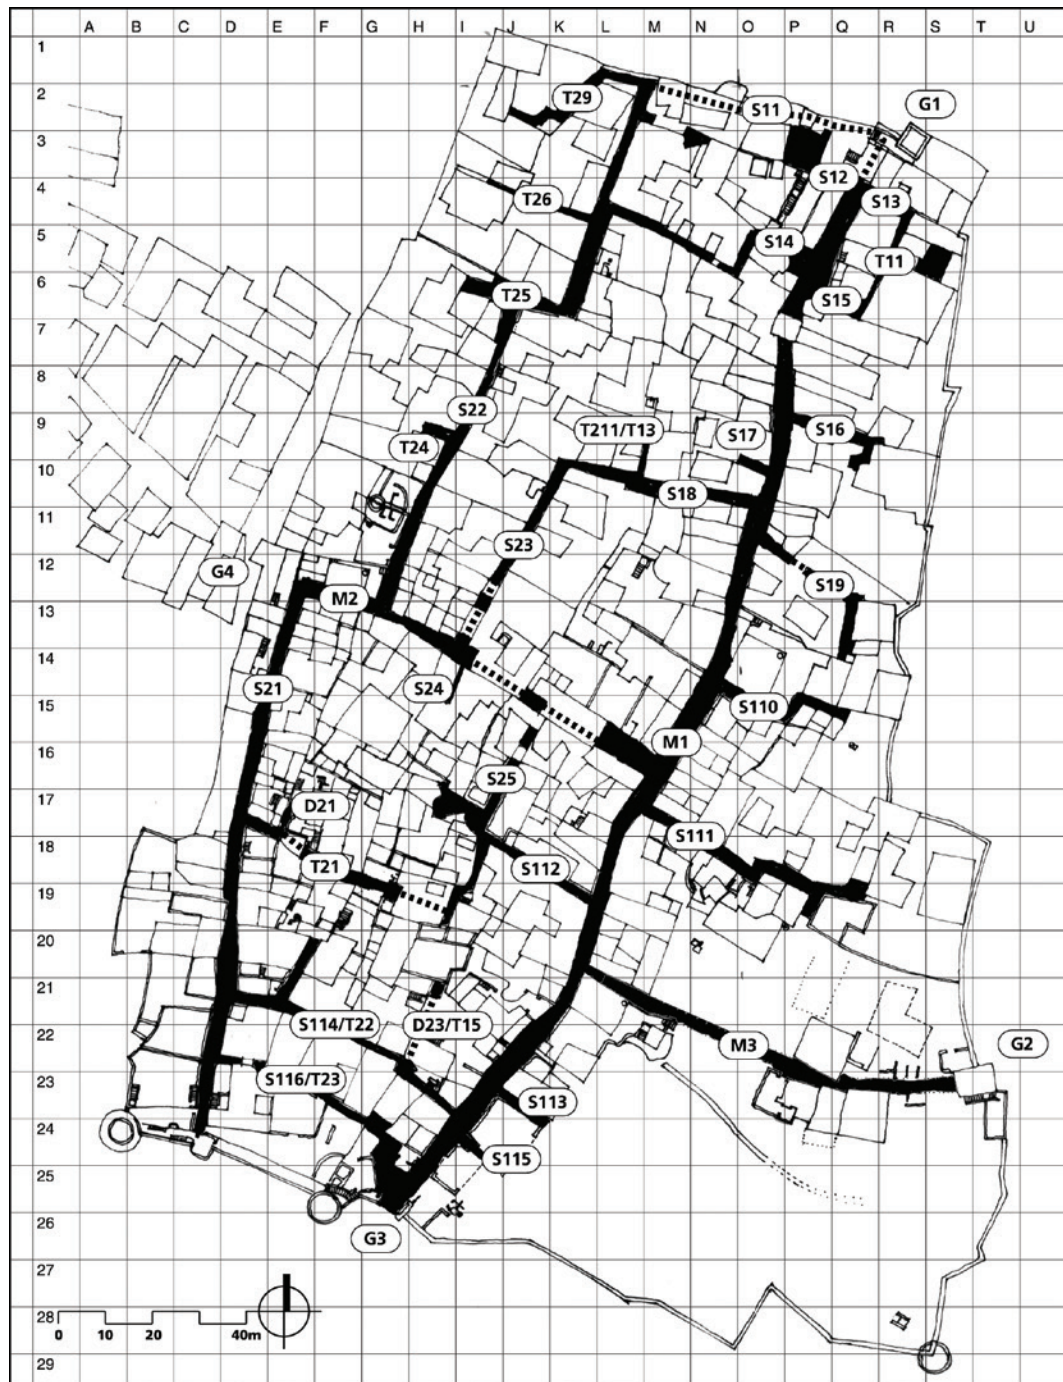 A B C D E F G H I J K L M N O P Q R S T U
1
2
3
4
5
6
7
8
9
10
11
12
13
14
15
16
17
18
19
20
21
22
23
24
25
26
27
28
29
T29
S11
G1
S12
T26
S13
S14
T11
T25
S15
S22
T211/T13
S17
S16
T24
S18
S23
G4
M2
S19
S21
S24
S110
M1
S25
D21
S111
T21
S112
S114/T22
D23/T15
M3
G2
S116/T23
S113
S115
G3
0 10 20 40m